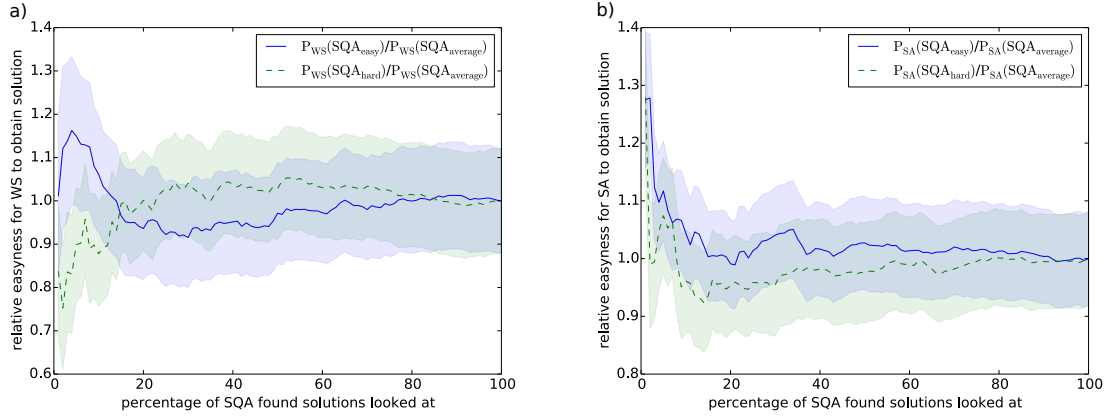 a)
1.4
1.3
1.2
1.1
1.0
0.9
0.8
0.7
0.6
relative easyness for WS to obtain solution
P_WS(SQA_easy)/P_WS(SQA_average)
P_WS(SQA_hard)/P_WS(SQA_average)
0 20 40 60 80 100
percentage of SQA found solutions looked at
b)
1.4
1.3
1.2
1.1
1.0
0.9
0.8
relative easyness for SA to obtain solution
P_SA(SQA_easy)/P_SA(SQA_average)
P_SA(SQA_hard)/P_SA(SQA_average)
0 20 40 60 80 100
percentage of SQA found solutions looked at